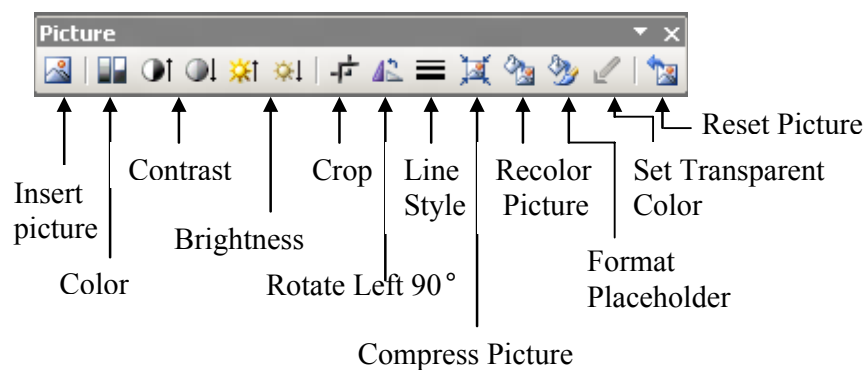 Picture
Reset Picture
Contrast
Crop
Line
Style
Recolor
Picture
Set Transparent
Color
Insert
picture
Brightness
Format
Placeholder
Color
Rotate Left 90°
Compress Picture